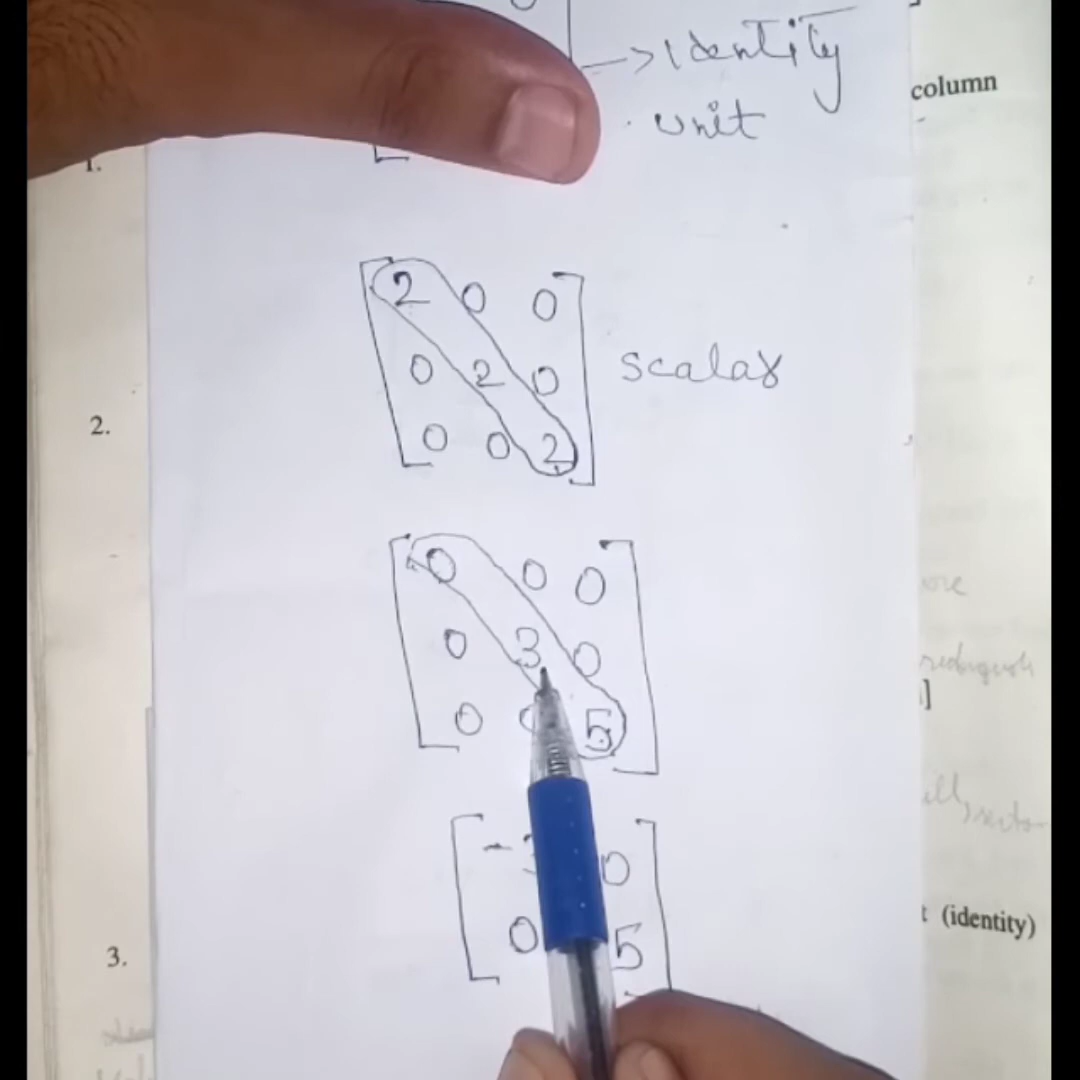 → Identity
unit
column
1.
2 0 0
0 2 0
0 0 2
scalar
2.
0 0 0
0 3 0
0 5
]
- 0
0 5
t (identity)
3.